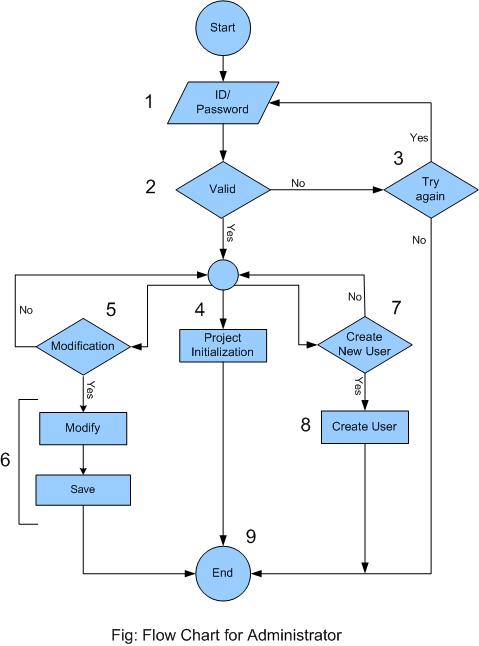 Start
1
ID/
Password
Yes
3
2
Valid
No
Try
again
Yes
No
No
5
4
No
7
Modification
Project
Initialization
Create
New User
Yes
Yes
6
Modify
8
Create User
Save
9
End
Fig: Flow Chart for Administrator